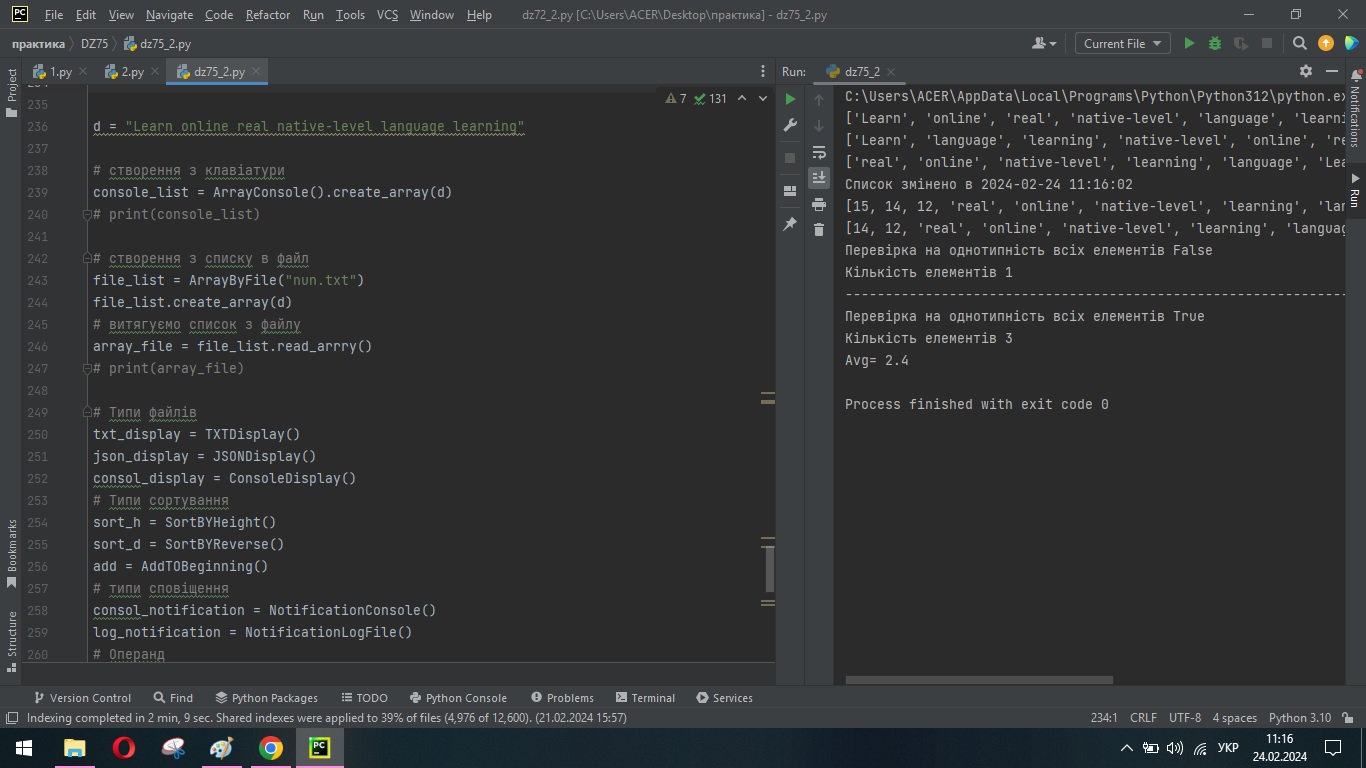 File Edit View Navigate Code Refactor Run Tools VCS Window Help dz72_2.py [C:\Users\ACER\Desktop\практика] - dz75_2.py
практика DZ75 dz75_2.py Current File
1.py 2.py dz75_2.py Run: dz75_2
Project
Bookmarks
Structure
Notifications
Run
7 131
235
236 d = "Learn online real native-level language learning"
237
238 # створення з клавіатури
239 console_list = ArrayConsole().create_array(d)
240 # print(console_list)
241
242 # створення з списку в файл
243 file_list = ArrayByFile("nun.txt")
244 file_list.create_array(d)
245 # витягуємо список з файлу
246 array_file = file_list.read_arrry()
247 # print(array_file)
248
249 # Типи файлів
250 txt_display = TXTDisplay()
251 json_display = JSONDisplay()
252 consol_display = ConsoleDisplay()
253 # Типи сортування
254 sort_h = SortBYHeight()
255 sort_d = SortBYReverse()
256 add = AddTOBeginning()
257 # типи сповіщення
258 consol_notification = NotificationConsole()
259 log_notification = NotificationLogFile()
260 # Операнд
C:\Users\ACER\AppData\Local\Programs\Python\Python312\python.ex
['Learn', 'online', 'real', 'native-level', 'language', 'learni
['Learn', 'language', 'learning', 'native-level', 'online', 're
['real', 'online', 'native-level', 'learning', 'language', 'Lea
Список змінено в 2024-02-24 11:16:02
[15, 14, 12, 'real', 'online', 'native-level', 'learning', 'lan
[14, 12, 'real', 'online', 'native-level', 'learning', 'languag
Перевірка на однотипність всіх елементів False
Кількість елементів 1
---------------------------------------------------------------
Перевірка на однотипність всіх елементів True
Кількість елементів 3
Avg= 2.4
Process finished with exit code 0
Version Control Find Python Packages TODO Python Console Problems Terminal Services
Indexing completed in 2 min, 9 sec. Shared indexes were applied to 39% of files (4,976 of 12,600). (21.02.2024 15:57) 234:1 CRLF UTF-8 4 spaces Python 3.10
УКР 11:16
24.02.2024